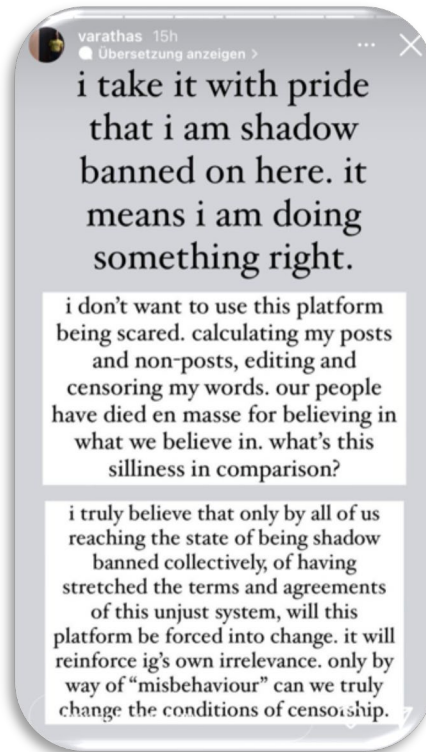 varathas 15h
Übersetzung anzeigen >
i take it with pride
that i am shadow
banned on here. it
means i am doing
something right.
i don't want to use this platform
being scared. calculating my posts
and non-posts, editing and
censoring my words. our people
have died en masse for believing in
what we believe in. what's this
silliness in comparison?
i truly believe that only by all of us
reaching the state of being shadow
banned collectively, of having
stretched the terms and agreements
of this unjust system, will this
platform be forced into change. it will
reinforce ig's own irrelevance. only by
way of “misbehaviour” can we truly
change the conditions of censorship.